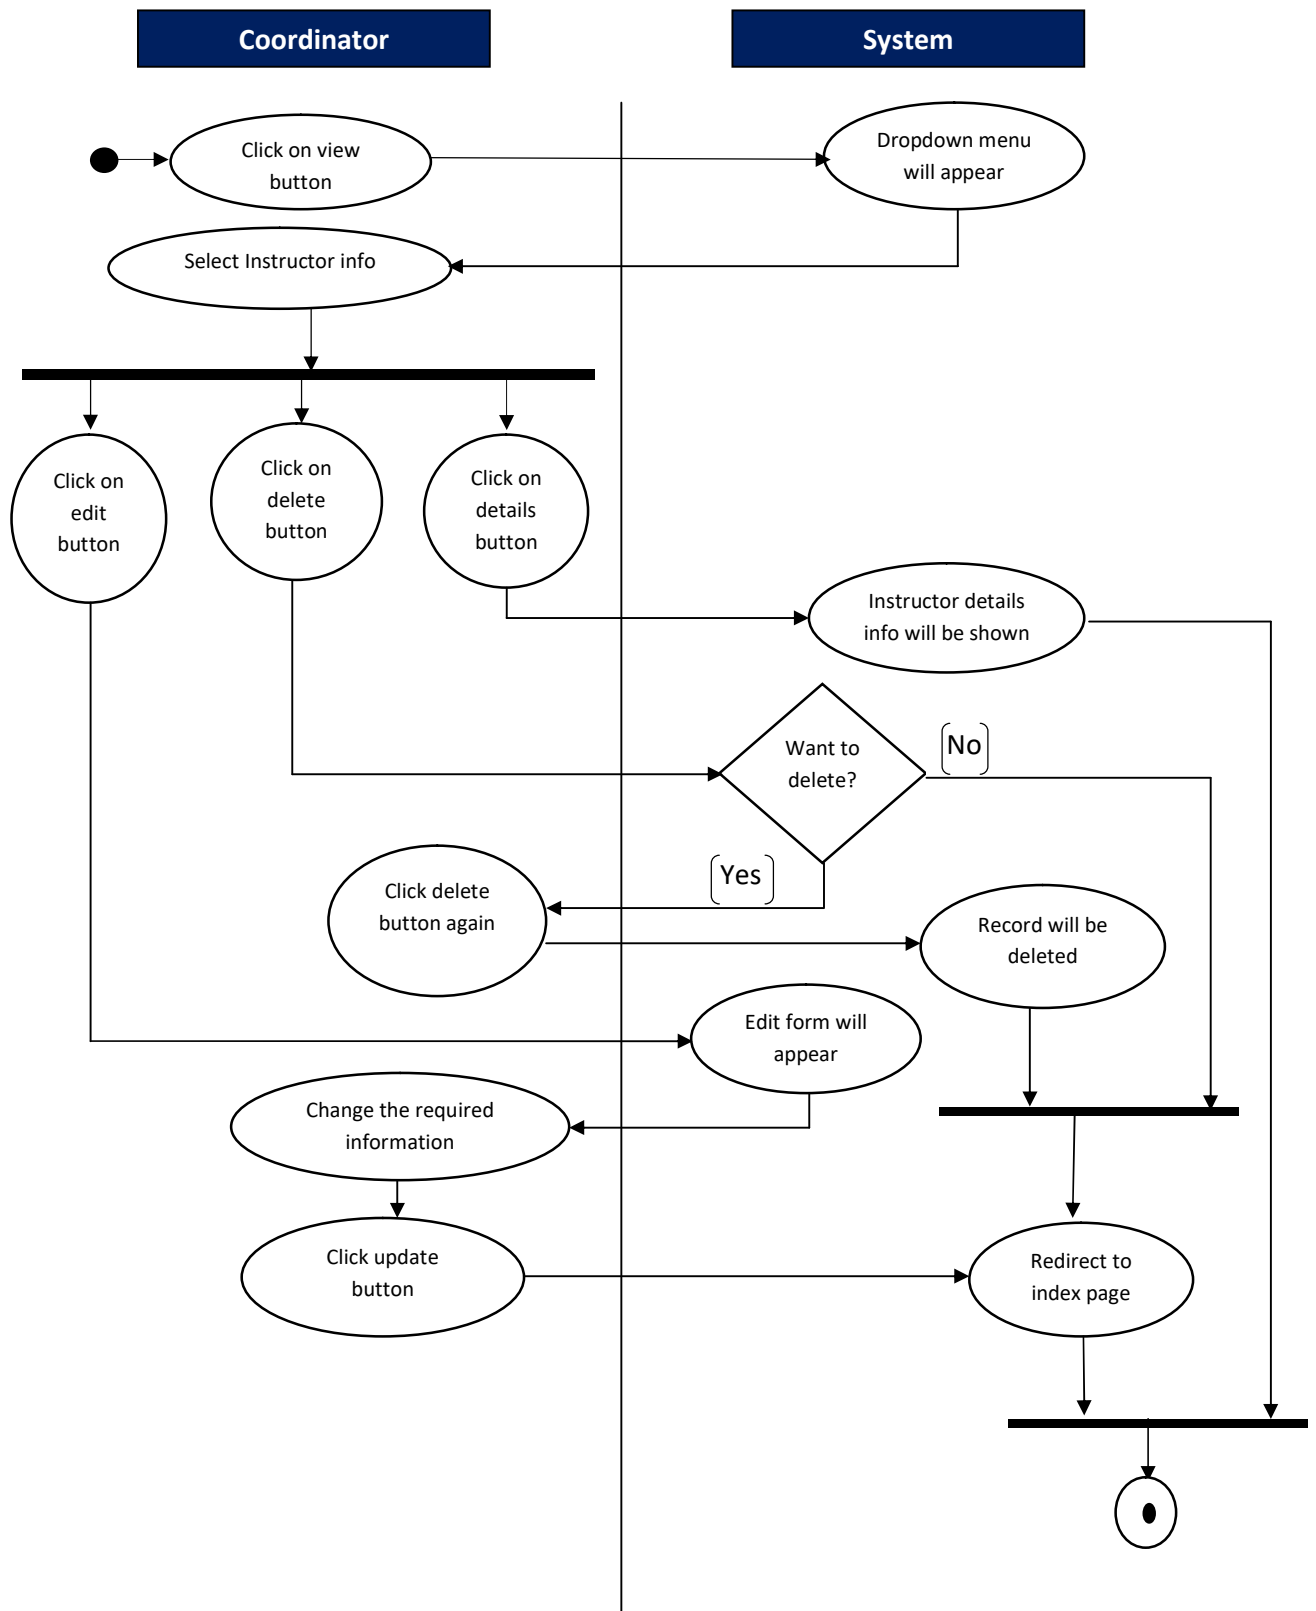 Coordinator
System
Click on view
button
Dropdown menu
will appear
Select Instructor info
Click on
edit
button
Click on
delete
button
Click on
details
button
Instructor details
info will be shown
Want to
delete?
[No]
[Yes]
Click delete
button again
Record will be
deleted
Edit form will
appear
Change the required
information
Click update
button
Redirect to
index page